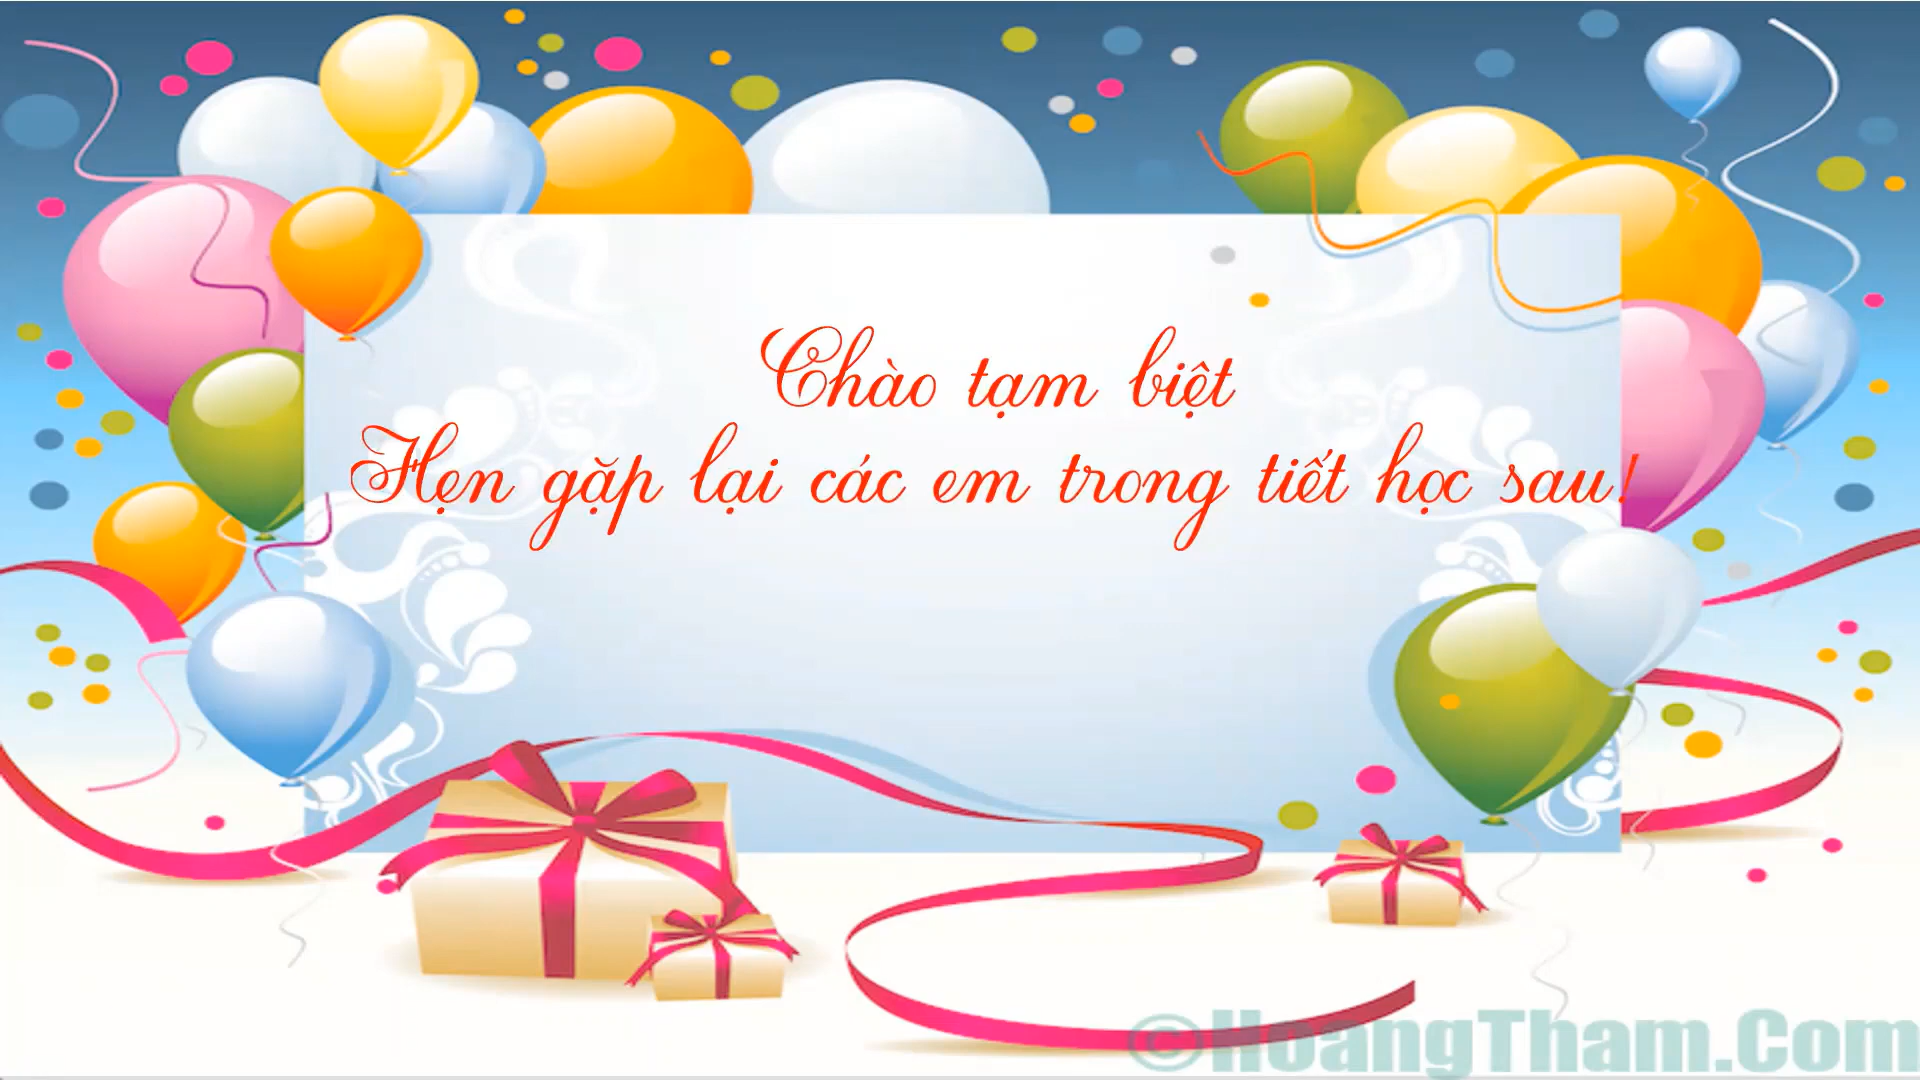 Chào tạm biệt
Hẹn gặp lại các em trong tiết học sau!
©HoangTham.Com